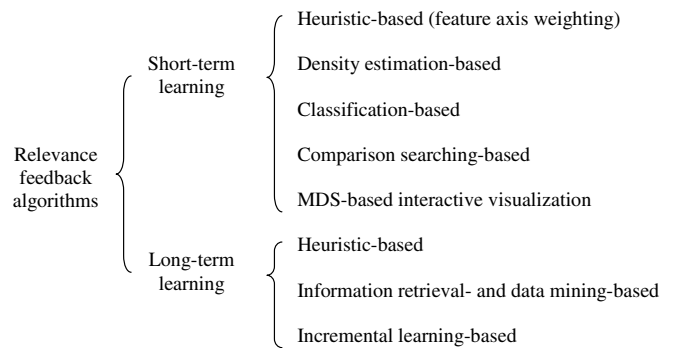 Relevance
feedback
algorithms
Short-term
learning
Heuristic-based (feature axis weighting)
Density estimation-based
Classification-based
Comparison searching-based
MDS-based interactive visualization
Long-term
learning
Heuristic-based
Information retrieval- and data mining-based
Incremental learning-based